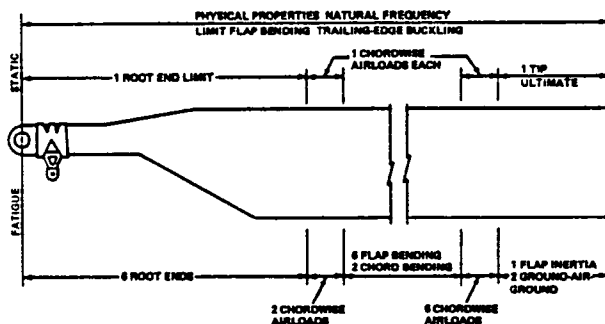 PHYSICAL PROPERTIES NATURAL FREQUENCY
LIMIT FLAP BENDING TRAILING-EDGE BUCKLING
STATIC
1 ROOT END LIMIT
1 CHORDWISE
AIRLOADS EACH
1 TIP
ULTIMATE
FATIGUE
6 ROOT ENDS
2 CHORDWISE
AIRLOADS
6 FLAP BENDING
2 CHORD BENDING
6 CHORDWISE
AIRLOADS
1 FLAP INERTIA
2 GROUND-AIR
GROUND